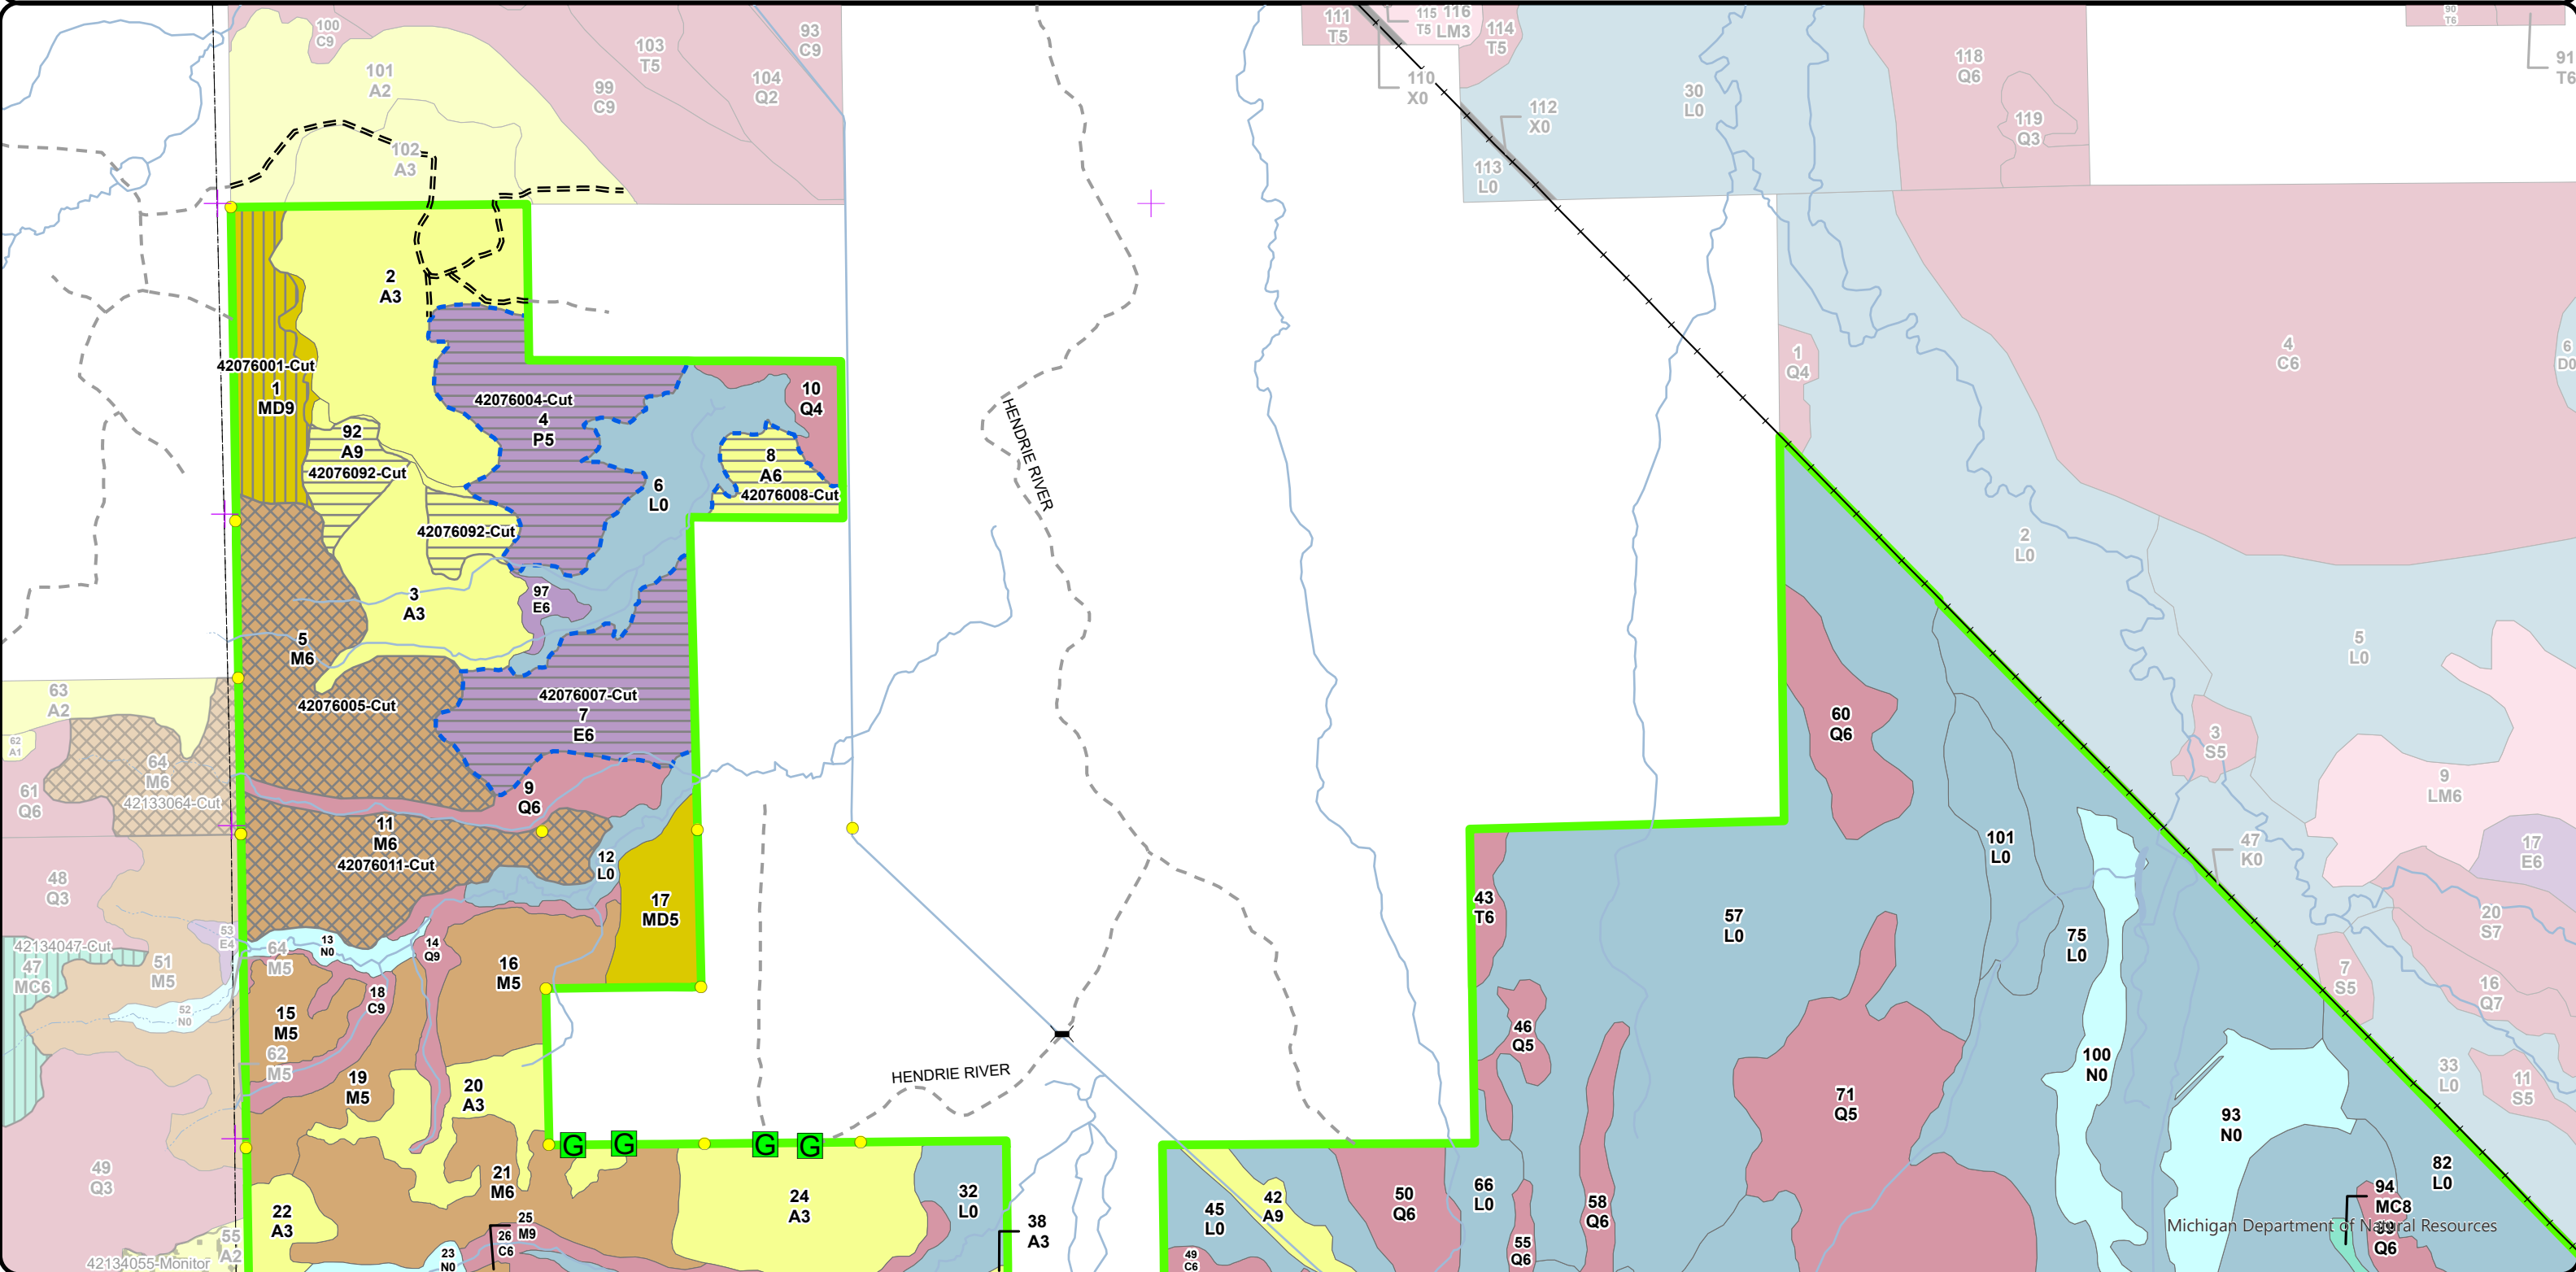 100
C9
101
A2
102
A3
103
T5
99
C9
104
Q2
93
C9
111
T5
115
T5
116
LM3
114
T5
110
X0
112
X0
113
L0
30
L0
118
Q6
119
Q3
90
T6
91
T6
2
A3
42076001-Cut
1
MD9
92
A9
42076092-Cut
42076004-Cut
4
P5
10
Q4
8
A6
42076008-Cut
6
L0
42076092-Cut
97
E6
3
A3
5
M6
42076005-Cut
42076007-Cut
7
E6
9
Q6
11
M6
42076011-Cut
12
L0
17
MD5
13
N0
14
Q9
16
M5
18
C9
15
M5
19
M5
20
A3
21
M6
22
A3
23
N0
25
M9
26
C6
24
A3
32
L0
38
A3
G
G
G
G
HENDRIE RIVER
HENDRIE RIVER
63
A2
62
A1
64
M6
42133064-Cut
61
Q6
48
Q3
42134047-Cut
47
MC6
51
M5
53
E4
52
N0
64
M5
62
M5
49
Q3
55
A2
42134055-Monitor
1
Q4
4
C6
6
D0
2
L0
5
L0
3
S5
9
LM6
17
E6
47
K0
20
S7
7
S5
16
Q7
33
L0
11
S5
60
Q6
101
L0
43
T6
57
L0
75
L0
46
Q5
71
Q5
100
N0
93
N0
82
L0
94
MC8
89
Q6
45
L0
42
A9
50
Q6
66
L0
58
Q6
55
Q6
49
C6
Michigan Department of Natural Resources